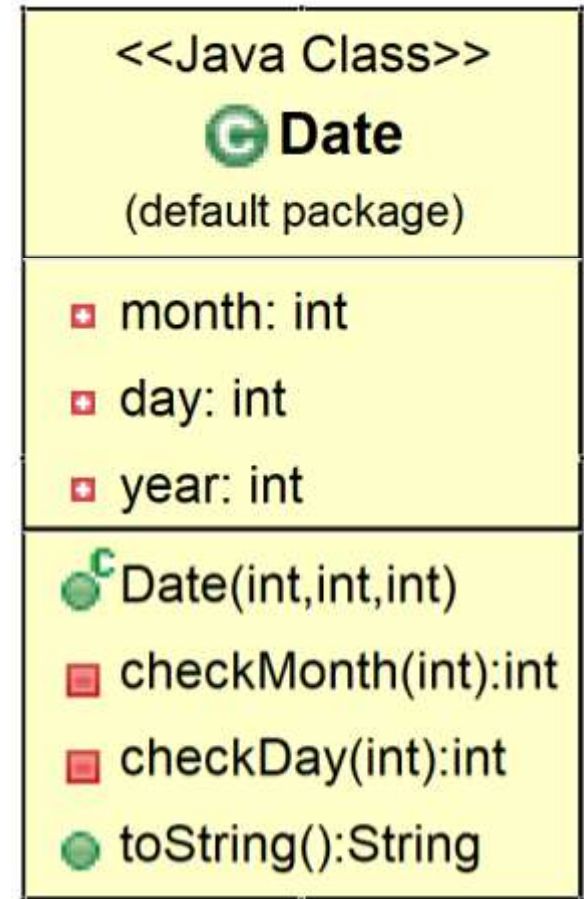 <<Java Class>>
C Date
(default package)
month: int
day: int
year: int
C Date(int,int,int)
checkMonth(int):int
checkDay(int):int
toString():String